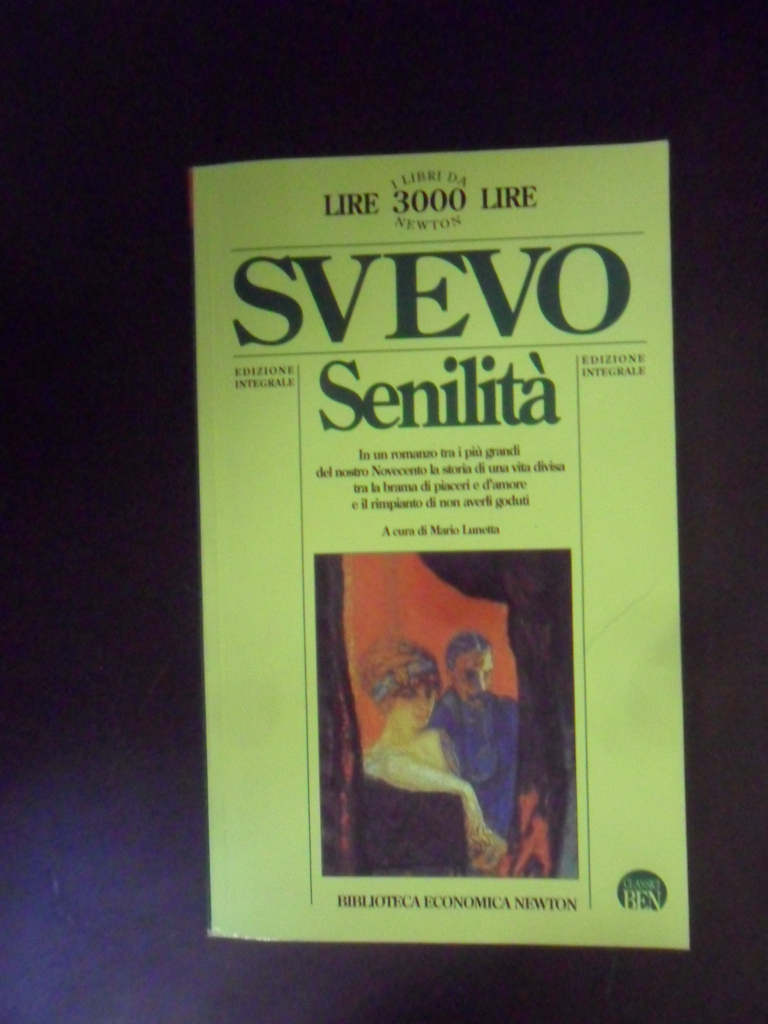 I LIBRI DA
LIRE 3000 LIRE
NEWTON
SVEVO
EDIZIONE
INTEGRALE
Senilità
EDIZIONE
INTEGRALE
In un romanzo tra i più grandi
del nostro Novecento la storia di una vita divisa
tra la brama di piaceri e d'amore
e il rimpianto di non averli goduti
A cura di Mario Lunetta
BIBLIOTECA ECONOMICA NEWTON
CLASSICI
BEN